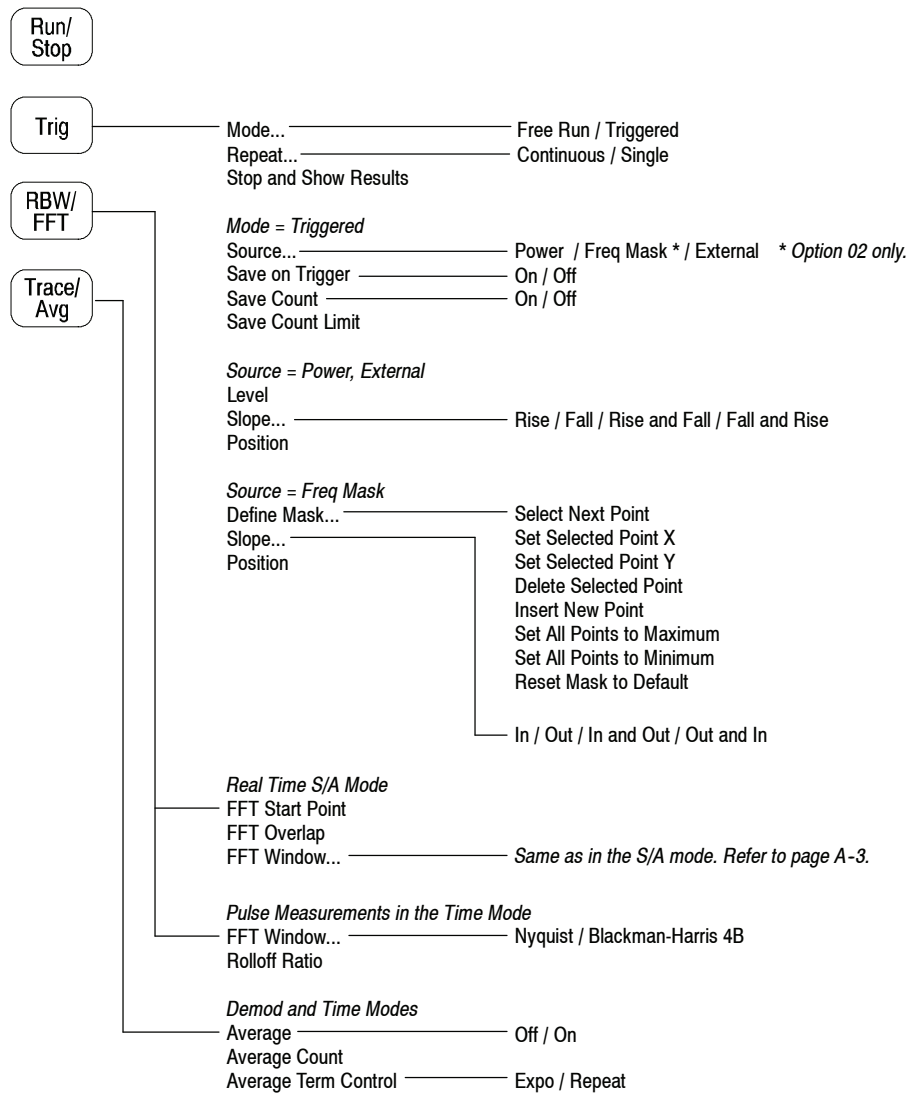 Run/
Stop
Trig
Mode... Free Run / Triggered
Repeat... Continuous / Single
Stop and Show Results
RBW/
FFT
Mode = Triggered
Source... Power / Freq Mask * / External * Option 02 only.
Save on Trigger On / Off
Save Count On / Off
Save Count Limit
Trace/
Avg
Source = Power, External
Level
Slope... Rise / Fall / Rise and Fall / Fall and Rise
Position
Source = Freq Mask
Define Mask... Select Next Point
Slope... Set Selected Point X
Position Set Selected Point Y
Delete Selected Point
Insert New Point
Set All Points to Maximum
Set All Points to Minimum
Reset Mask to Default
In / Out / In and Out / Out and In
Real Time S/A Mode
FFT Start Point
FFT Overlap
FFT Window... Same as in the S/A mode. Refer to page A-3.
Pulse Measurements in the Time Mode
FFT Window... Nyquist / Blackman-Harris 4B
Rolloff Ratio
Demod and Time Modes
Average Off / On
Average Count
Average Term Control Expo / Repeat